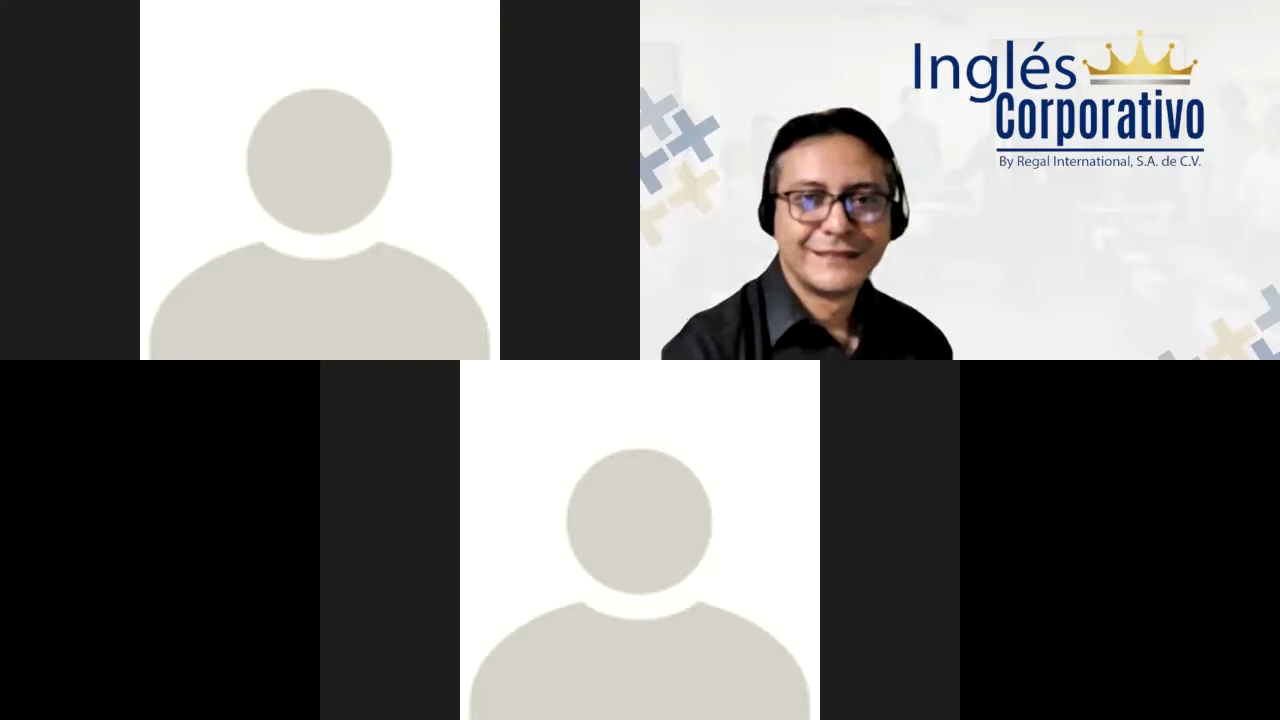 Inglés
Corporativo
By Regal International, S.A. de C.V.